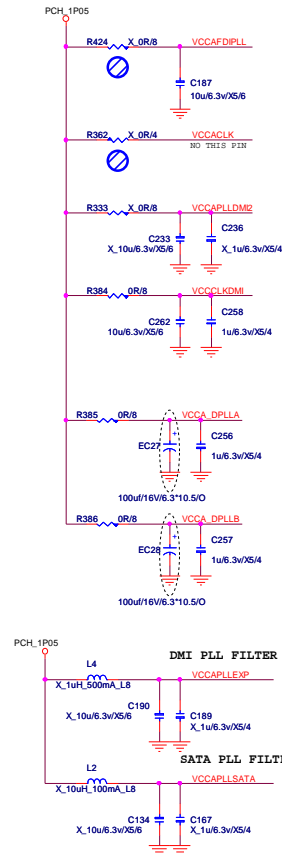 PCH_1P05
R424 X_0R/8 VCCAFDIPLL
C187
10u/6.3v/X5/6
R362 X_0R/4 VCCACLK
NO THIS PIN
R333 X_0R/8 VCCAPLLDMI2
C236
C233
X_10u/6.3v/X5/6 X_1u/6.3v/X5/4
R384 0R/8 VCCCLKDMI
C258
C262
10u/6.3v/X5/6 1u/6.3v/X5/4
R385 0R/8 VCCA_DPLLA
C256
EC27 +
1u/6.3v/X5/4
100uf/16V/6.3*10.5/O
R386 0R/8 VCCA_DPLLB
C257
EC28 +
1u/6.3v/X5/4
100uf/16V/6.3*10.5/O
PCH_1P05
DMI PLL FILTER
L4 VCCAPLLEXP
X_1uH_500mA_L8
C190
C189
X_10u/6.3v/X5/6 X_1u/6.3v/X5/4
SATA PLL FILT
L2 VCCAPLLSATA
X_10uH_100mA_L8
C134 C167
X_10u/6.3v/X5/6 X_1u/6.3v/X5/4